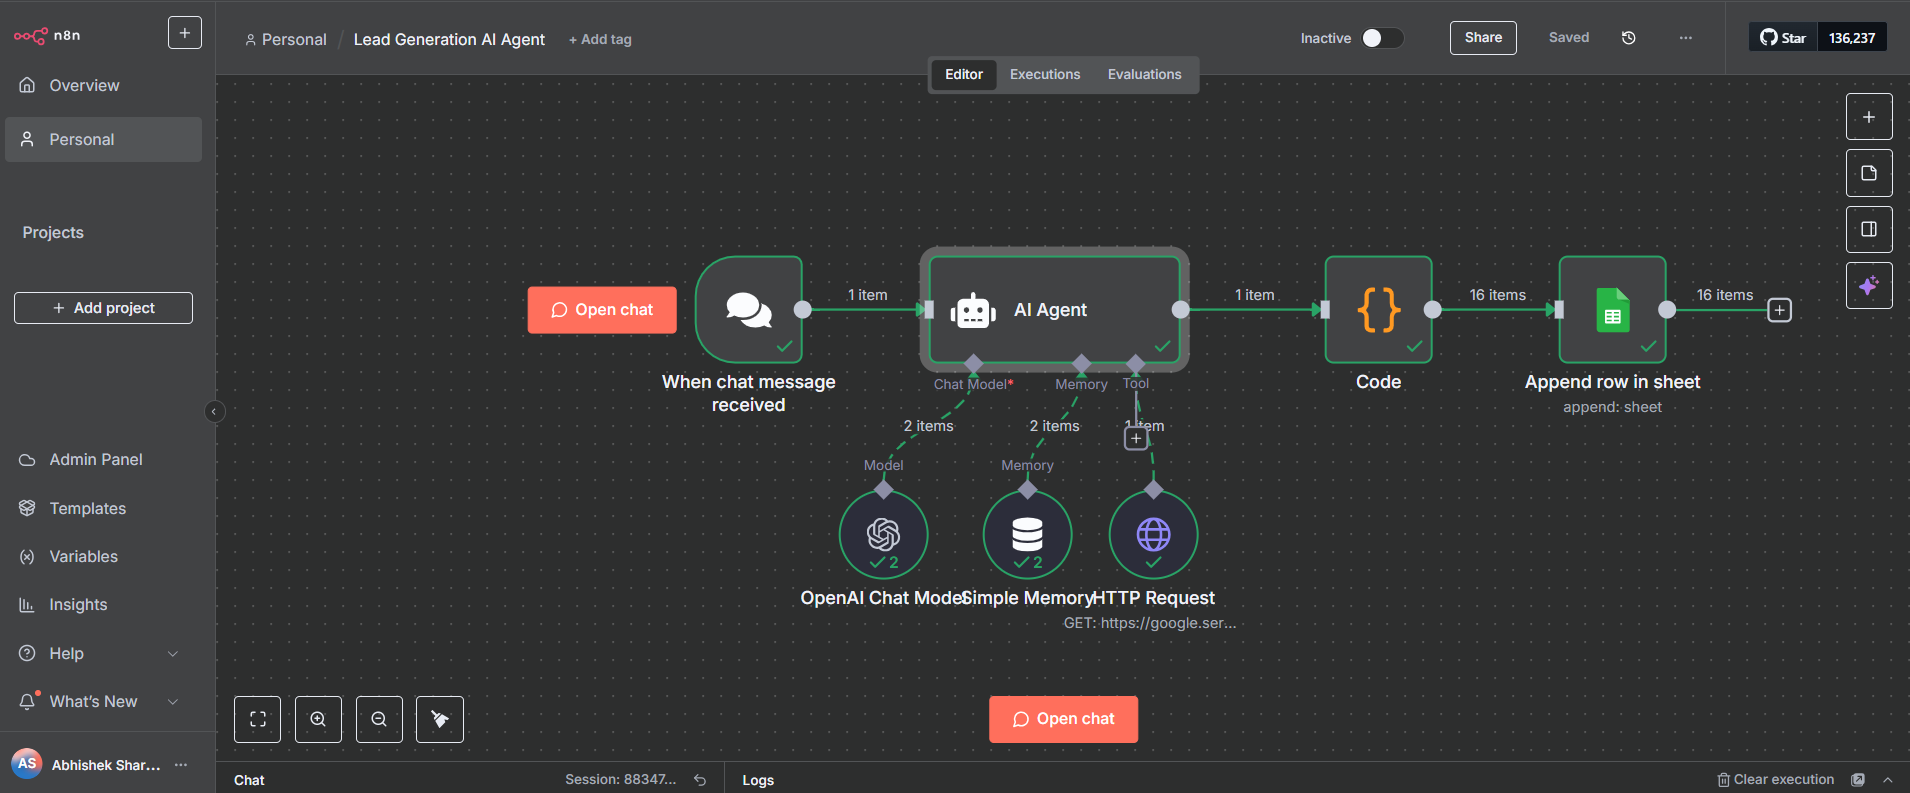 n8n
Overview
Personal
Projects
Add project
Admin Panel
Templates
Variables
Insights
Help
What's New
AS
Abhishek Shar...
Personal / Lead Generation AI Agent + Add tag
Inactive
Share
Saved
Star 136,237
Editor Executions Evaluations
Open chat
When chat message
received
1 item
AI Agent
Chat Model*
Memory
Tool
1 item
Code
16 items
Append row in sheet
append: sheet
16 items
2 items
2 items
1 item
Model
Memory
2
2
OpenAI Chat Model
Simple Memory
HTTP Request
GET: https://google.ser...
Open chat
Chat
Session: 88347...
Logs
Clear execution